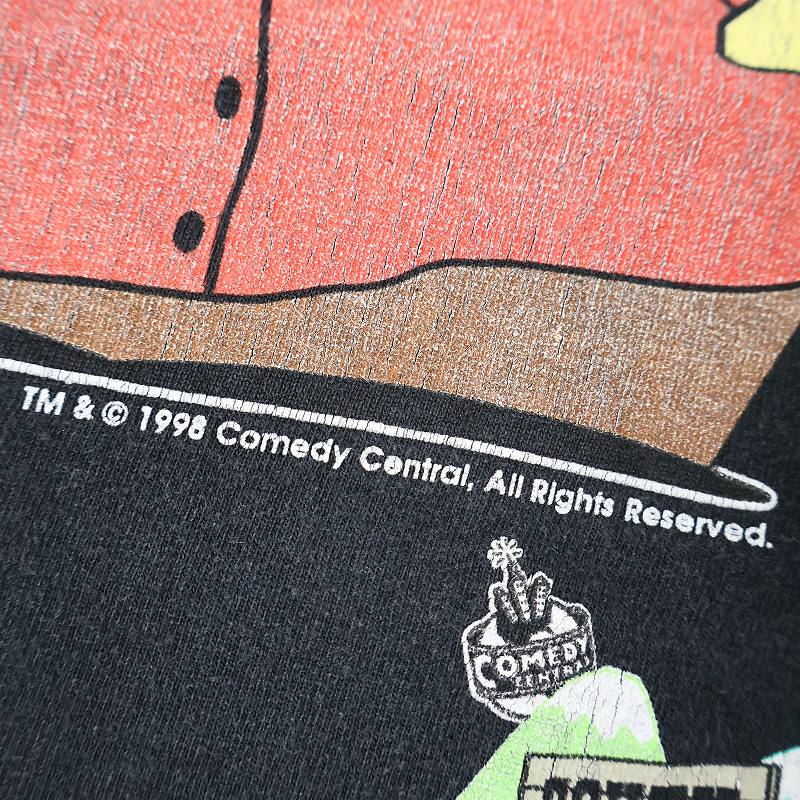 TM & © 1998 Comedy Central, All Rights Reserved.
COMEDY
CENTRAL